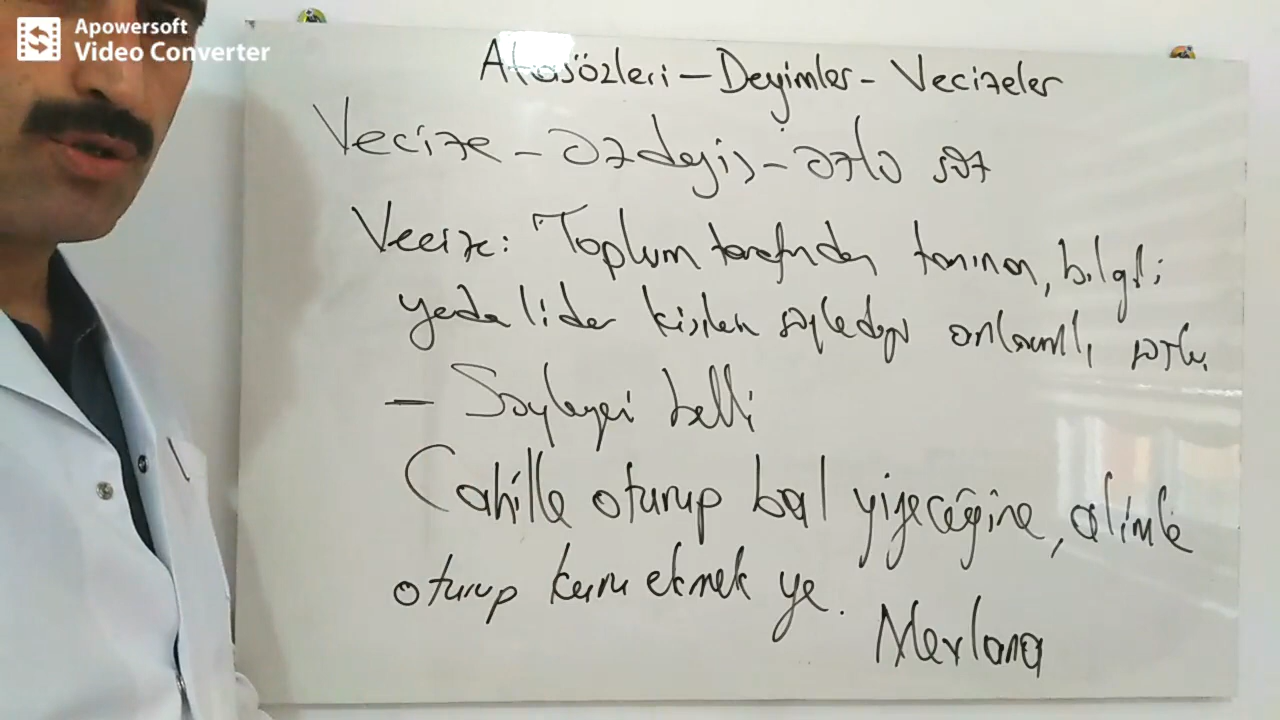 Apowersoft
Video Converter
Atasözleri - Deyimler - Vecizeler
Vecize - Özdeyiş - Özlü söz
Vecize: "Toplum tarafından tanınan, bilgili
yada lider kişilerin söylediği anlamlı sözler.
- Söyleyeni belli
Cahille oturup bal yiyeceğine, alimle
oturup kuru ekmek ye.
Mevlana